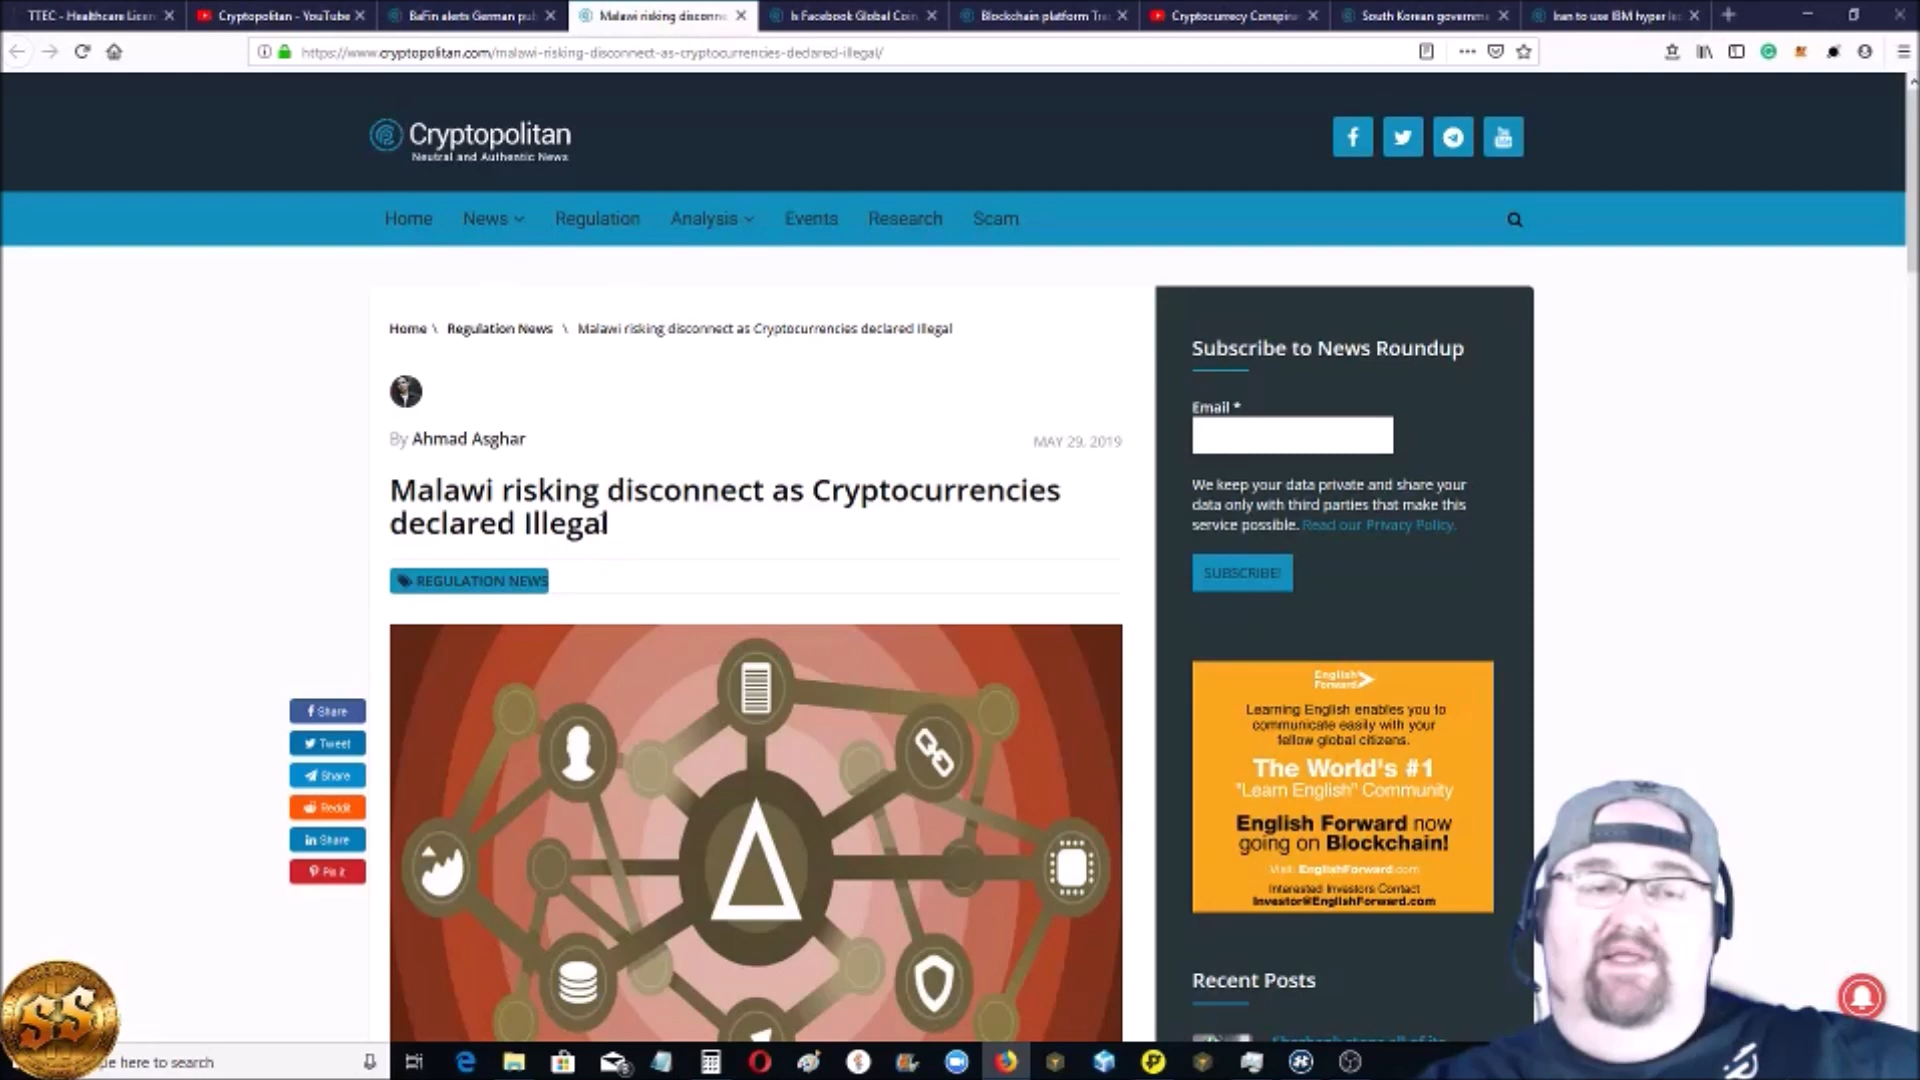 TTEC - Healthcare Licen
Cryptopolitan - YouTube
BaFin alerts German pub
Malawi risking disconne
Is Facebook Global Coin
Blockchain platform Tr
Cryptocurrecy Conspir
South Korean governme
Iran to use IBM hyper le
https://www.cryptopolitan.com/malawi-risking-disconnect-as-cryptocurrencies-declared-illegal/
Cryptopolitan
Neutral and Authentic News
Home News Regulation Analysis Events Research Scam
Home \ Regulation News \ Malawi risking disconnect as Cryptocurrencies declared Illegal
By Ahmad Asghar
MAY 29, 2019
Malawi risking disconnect as Cryptocurrencies
declared Illegal
REGULATION NEWS
Share
Tweet
Share
Reddit
Share
Pin it
Subscribe to News Roundup
Email *
We keep your data private and share your
data only with third parties that make this
service possible. Read our Privacy Policy.
SUBSCRIBE!
English
Forward
Learning English enables you to
communicate easily with your
fellow global citizens.
The World's #1
"Learn English" Community
English Forward now
going on Blockchain!
Visit: EnglishForward.com
Interested Investors Contact
Investor@EnglishForward.com
Recent Posts
SS
pe here to search